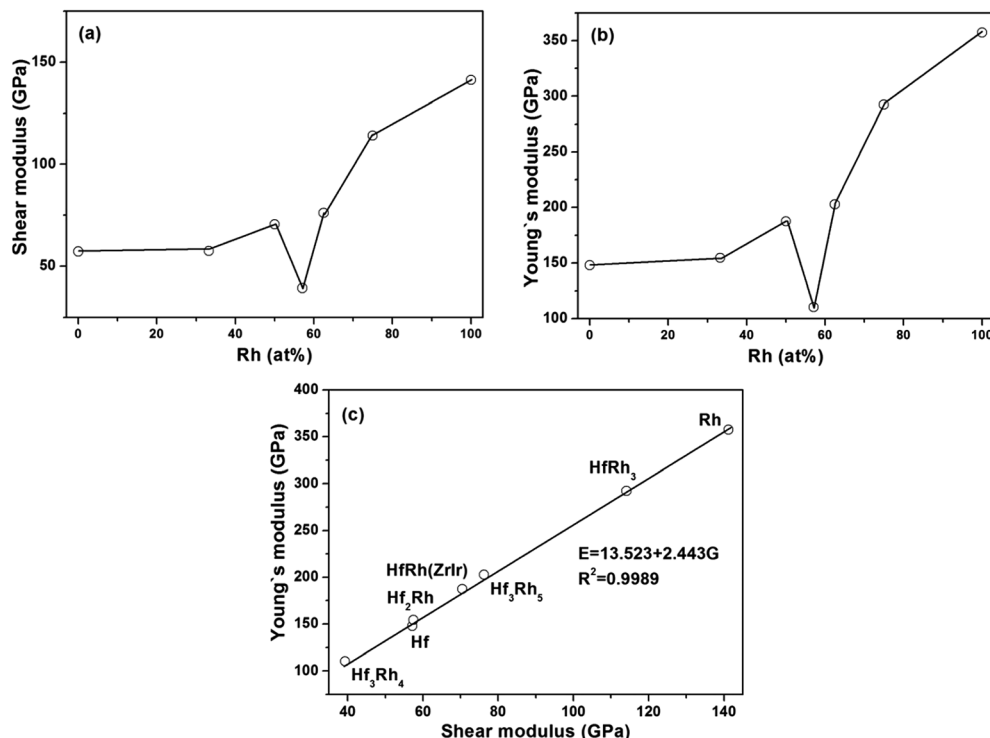 (a)
Shear modulus (GPa)
150
100
50
0 20 40 60 80 100
Rh (at%)
(b)
Young`s modulus (GPa)
350
300
250
200
150
100
0 20 40 60 80 100
Rh (at%)
(c)
Young`s modulus (GPa)
400
350
300
250
200
150
100
Rh
HfRh₃
E=13.523+2.443G
R²=0.9989
HfRh(ZrIr)
Hf₃Rh₅
Hf₂Rh
Hf
Hf₃Rh₄
40 60 80 100 120 140
Shear modulus (GPa)